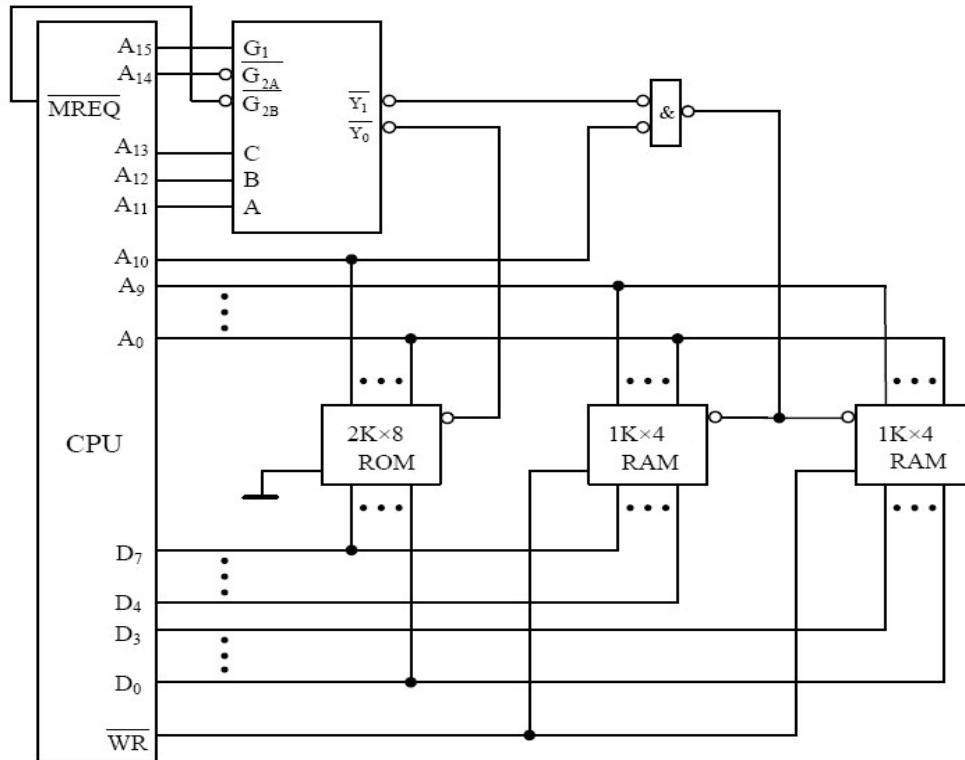 A15
A14
MREQ
A13
A12
A11
A10
A9
A0
CPU
D7
D4
D3
D0
WR
G1
G2A
G2B
C
B
A
Y1
Y0
&
2K×8
ROM
1K×4
RAM
1K×4
RAM